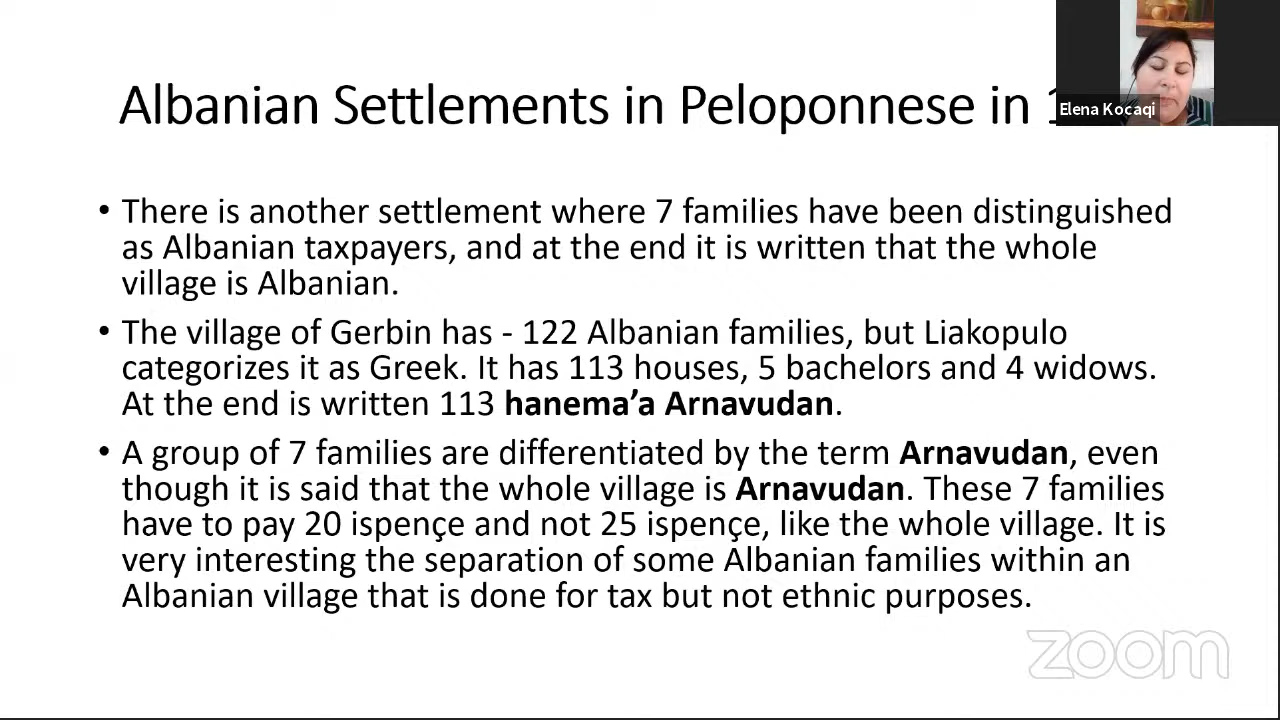 Albanian Settlements in Peloponnese in
Elena Kocaqi
• There is another settlement where 7 families have been distinguished
as Albanian taxpayers, and at the end it is written that the whole
village is Albanian.
• The village of Gerbin has - 122 Albanian families, but Liakopulo
categorizes it as Greek. It has 113 houses, 5 bachelors and 4 widows.
At the end is written 113 hanema’a Arnavudan.
• A group of 7 families are differentiated by the term Arnavudan, even
though it is said that the whole village is Arnavudan. These 7 families
have to pay 20 ispençe and not 25 ispençe, like the whole village. It is
very interesting the separation of some Albanian families within an
Albanian village that is done for tax but not ethnic purposes.
zoom